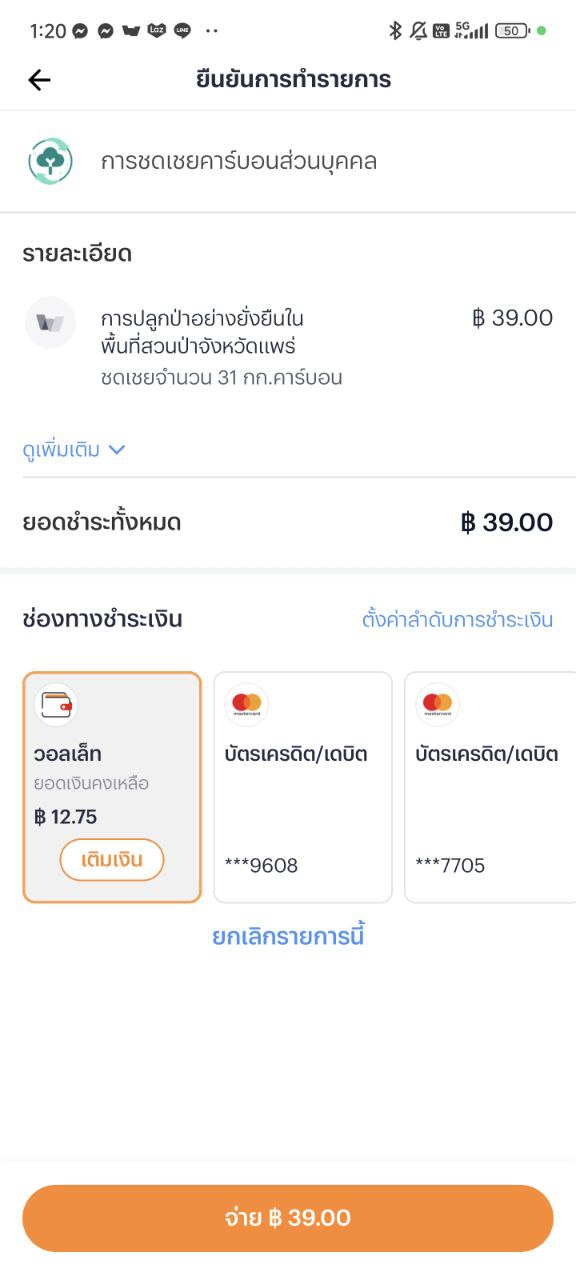 1:20
5G
50
ยืนยันการทำรายการ
การชดเชยคาร์บอนส่วนบุคคล
รายละเอียด
การปลูกป่าอย่างยั่งยืนใน
พื้นที่สวนป่าจังหวัดแพร่
฿ 39.00
ชดเชยจำนวน 31 กก.คาร์บอน
ดูเพิ่มเติม
ยอดชำระทั้งหมด ฿ 39.00
ช่องทางชำระเงิน ตั้งค่าลำดับการชำระเงิน
วอลเล็ท
ยอดเงินคงเหลือ
฿ 12.75
เติมเงิน
mastercard
บัตรเครดิต/เดบิต
***9608
mastercard
บัตรเครดิต/เดบิต
***7705
ยกเลิกรายการนี้
จ่าย ฿ 39.00